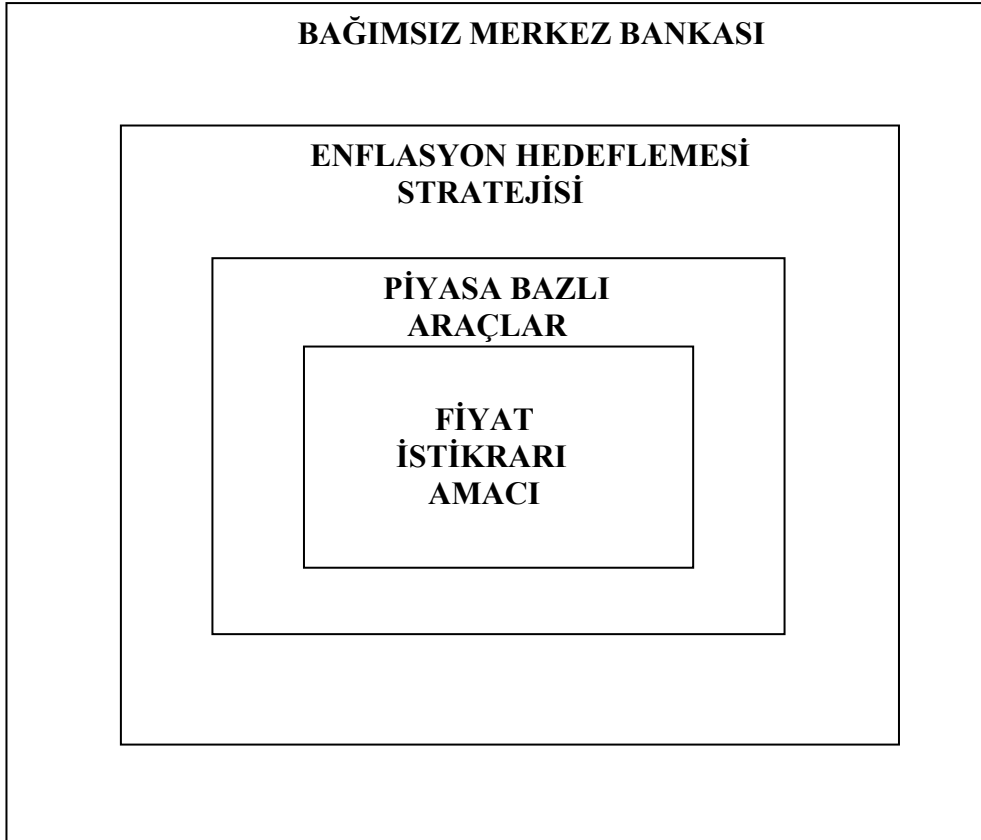 BAĞIMSIZ MERKEZ BANKASI
ENFLASYON HEDEFLEMESİ
STRATEJİSİ
PİYASA BAZLI
ARAÇLAR
FİYAT
İSTİKRARI
AMACI